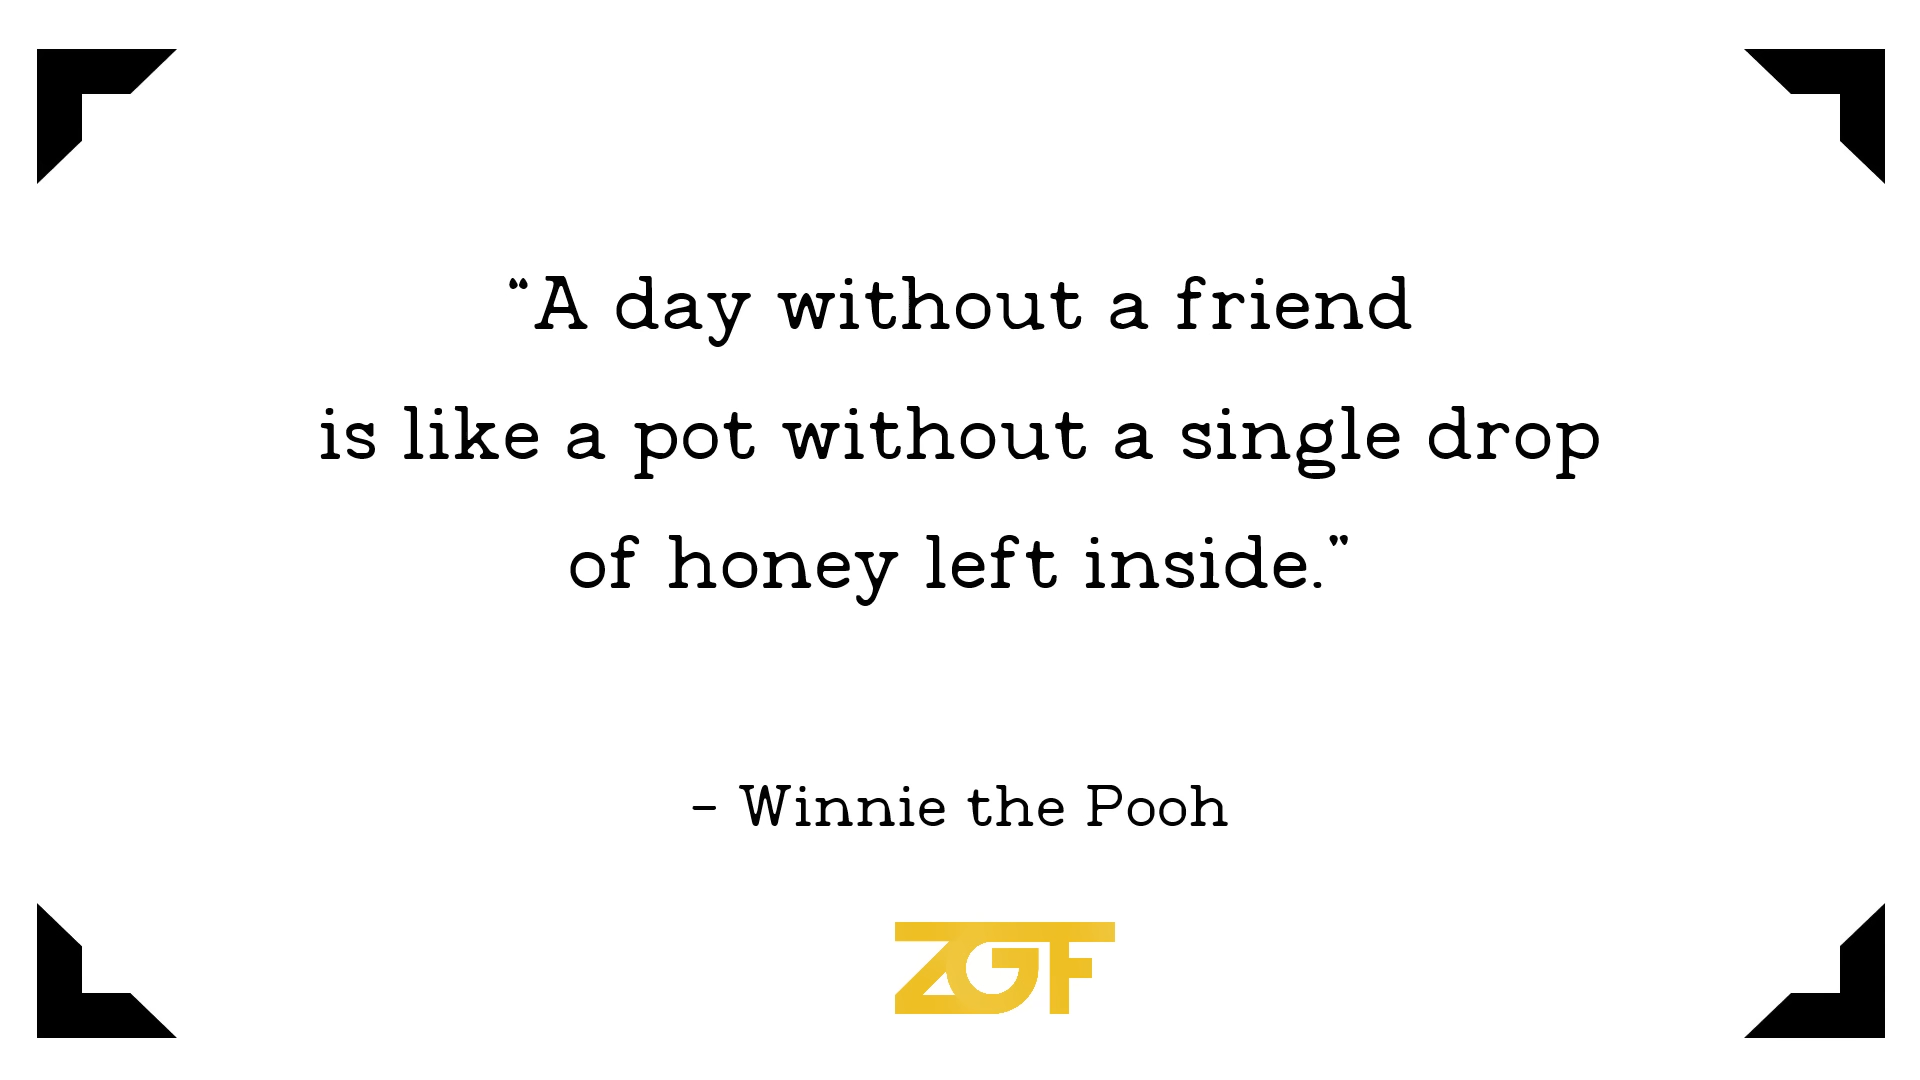 “A day without a friend
is like a pot without a single drop
of honey left inside.”
– Winnie the Pooh
ZGF